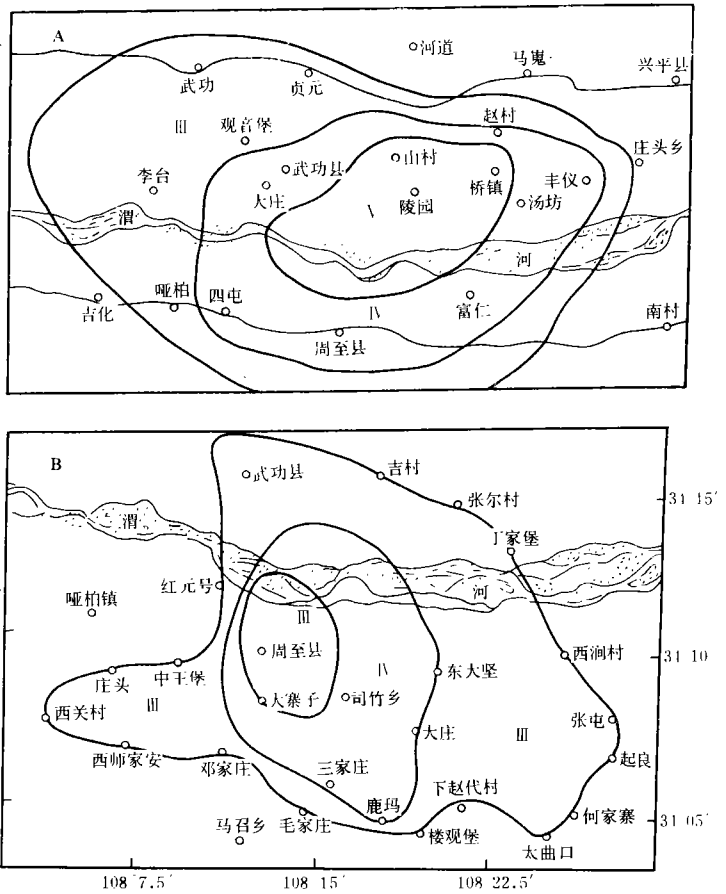 A
河道
马嵬
兴平县
武功
贞元
赵村
Ⅲ
观音堡
山村
庄头乡
武功县
桥镇
丰仪
李台
大庄
陵园
汤坊
渭
河
哑柏
四屯
Ⅳ
富仁
吉化
周至县
南村
B
武功县
吉村
张尔村
31 15′
渭
丁家堡
红元号
河
哑柏镇
Ⅲ
周至县
Ⅳ
西涧村
31 10
中王堡
东大坚
庄头
Ⅲ
大寨子
司竹乡
西关村
张屯
大庄
Ⅲ
西师家安
邓家庄
起良
三家庄
下赵代村
鹿玛
何家寨
31 05′
马召乡
毛家庄
楼观堡
太曲口
108 7.5′
108 15′
108 22.5′